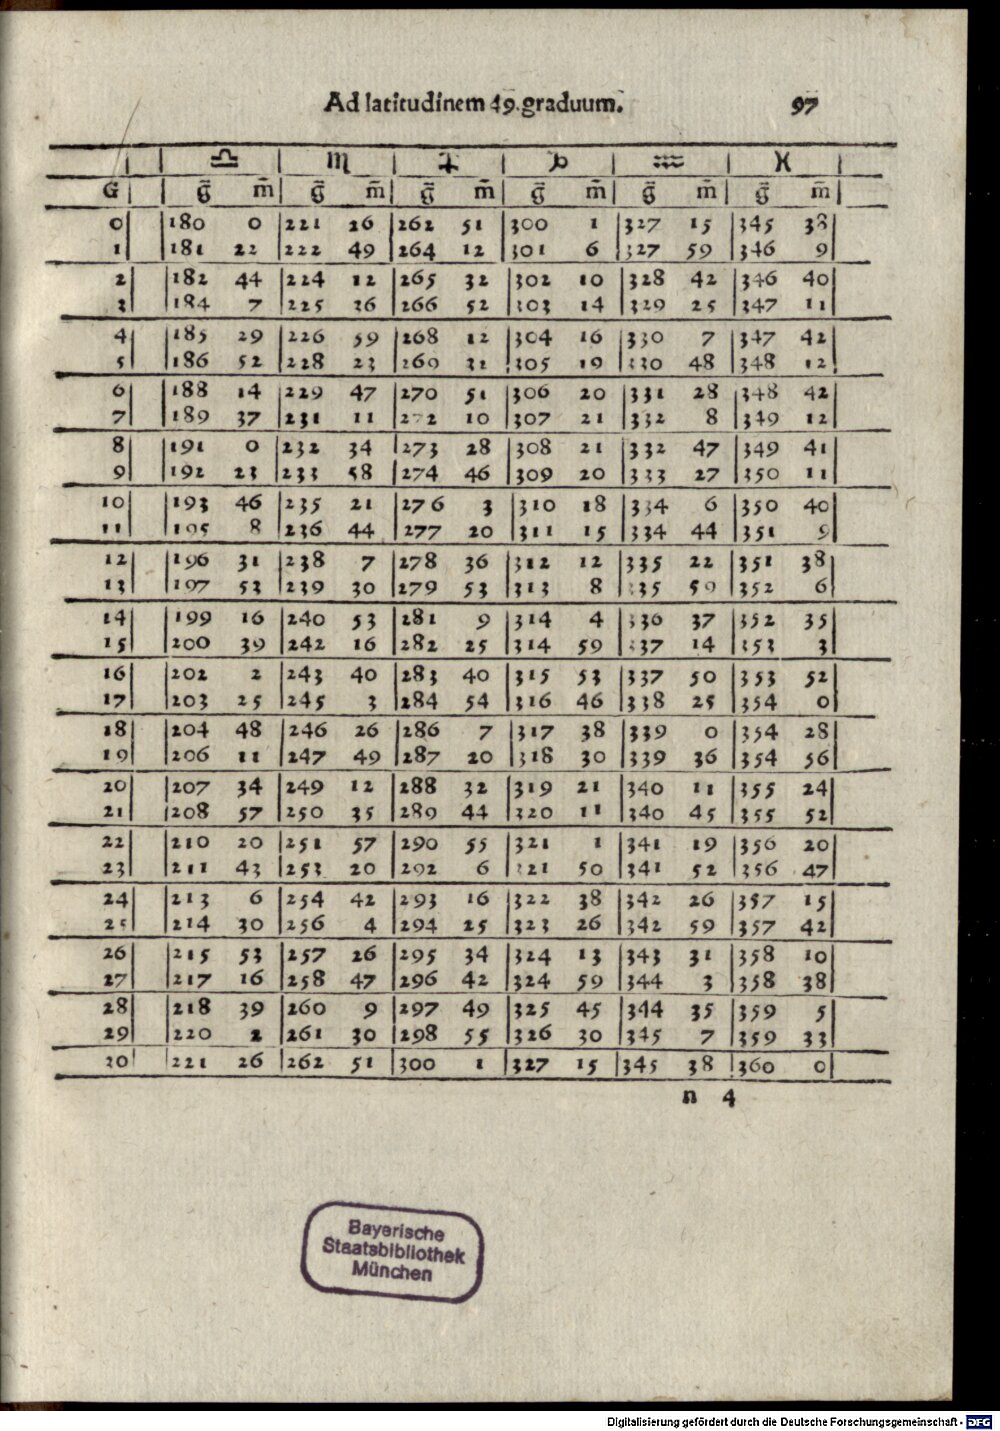 Ad latitudinem 49. graduum. 97
♎ ♏ ♐ ♑ ♒ ♓
G g̃ m̃ g̃ m̃ g̃ m̃ g̃ m̃ g̃ m̃ g̃ m̃
0 180 0 221 26 262 51 300 1 327 15 345 38
1 181 22 222 49 264 12 301 6 327 59 346 9
2 182 44 224 12 265 32 302 10 328 42 346 40
3 184 7 225 36 266 52 303 14 329 25 347 11
4 185 29 226 59 268 12 304 16 330 7 347 42
5 186 52 228 23 269 31 305 19 330 48 348 12
6 188 14 229 47 270 51 306 20 331 28 348 42
7 189 37 231 11 272 10 307 21 332 8 349 12
8 191 0 232 34 273 28 308 21 332 47 349 41
9 192 23 233 58 274 46 309 20 333 27 350 11
10 193 46 235 21 276 3 310 18 334 6 350 40
11 195 8 236 44 277 20 311 15 334 44 351 9
12 196 31 238 7 278 36 312 12 335 22 351 38
13 197 53 239 30 279 53 313 8 335 59 352 6
14 199 16 240 53 281 9 314 4 336 37 352 35
15 200 39 242 16 282 25 314 59 337 14 353 3
16 202 2 243 40 283 40 315 53 337 50 353 52
17 203 25 245 3 284 54 316 46 338 25 354 0
18 204 48 246 26 286 7 317 38 339 0 354 28
19 206 11 247 49 287 20 318 30 339 36 354 56
20 207 34 249 12 288 32 319 21 340 11 355 24
21 208 57 250 35 289 44 320 11 340 45 355 52
22 210 20 251 57 290 55 321 1 341 19 356 20
23 211 43 253 20 292 6 321 50 341 52 356 47
24 213 6 254 42 293 16 322 38 342 26 357 15
25 214 30 256 4 294 25 323 26 342 59 357 42
26 215 53 257 26 295 34 324 13 343 31 358 10
27 217 16 258 47 296 42 324 59 344 3 358 38
28 218 39 260 9 297 49 325 45 344 35 359 5
29 220 2 261 30 298 55 326 30 345 7 359 33
30 221 26 262 51 300 1 327 15 345 38 360 0
n 4
Bayerische
Staatsbibliothek
München
Digitalisierung gefördert durch die Deutsche Forschungsgemeinschaft - DFG